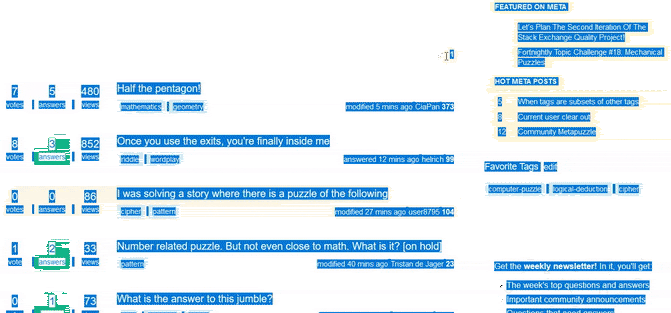 1
7 5 480 Half the pentagon!
votes answers views mathematics geometry modified 5 mins ago CiaPan 373
8 3 852 Once you use the exits, you're finally inside me
votes answers views riddle wordplay answered 12 mins ago helrich 99
0 0 86 I was solving a story where there is a puzzle of the following
votes answers views cipher pattern modified 27 mins ago user8795 104
1 2 33 Number related puzzle. But not even close to math. What is it? [on hold]
vote answers views pattern modified 40 mins ago Tristan de Jager 23
0 1 73 What is the answer to this jumble?
FEATURED ON META
Let's Plan The Second Iteration Of The
Stack Exchange Quality Project!
Fortnightly Topic Challenge #18: Mechanical
Puzzles
HOT META POSTS
5 When tags are subsets of other tags
8 Current user clear out
12 Community Metapuzzle
Favorite Tags edit
computer-puzzle logical-deduction cipher
Get the weekly newsletter! In it, you'll get:
The week's top questions and answers
Important community announcements
Questions that need answers